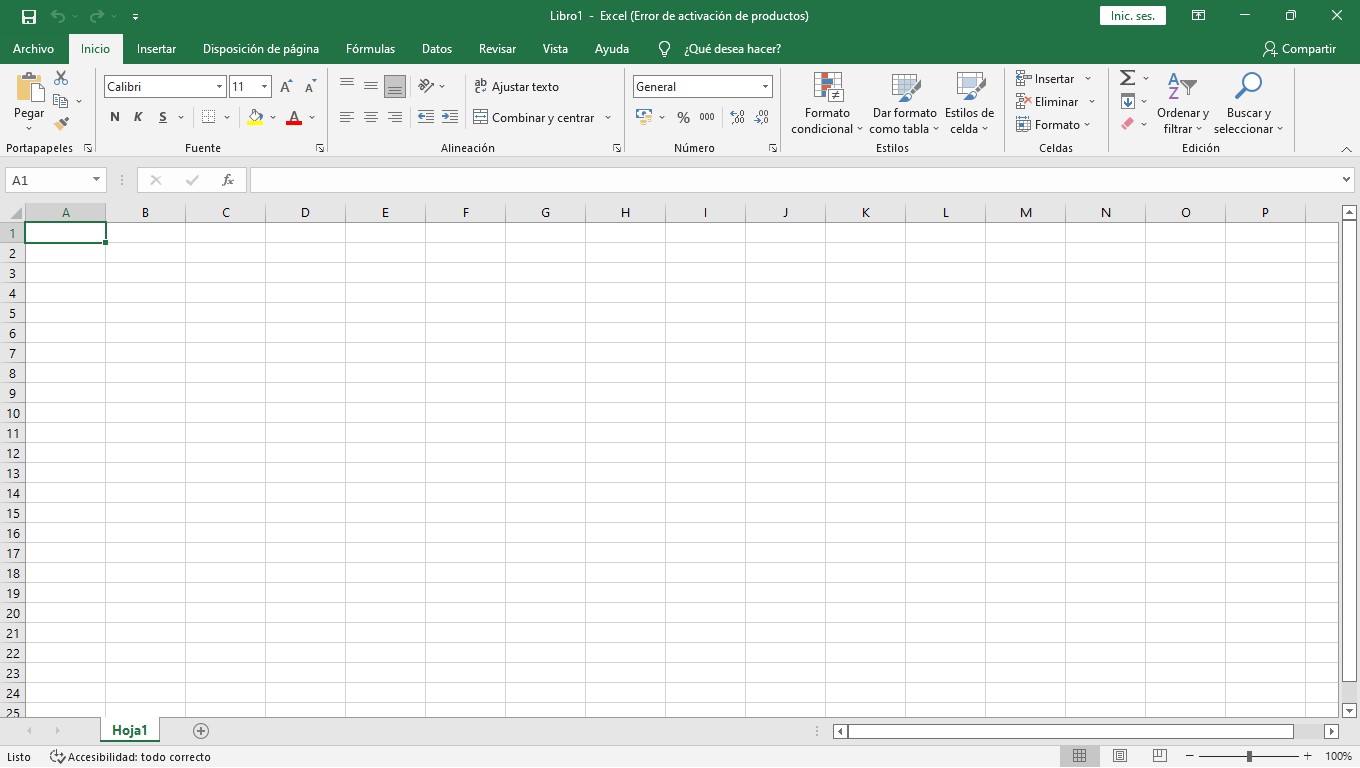 Libro1 - Excel (Error de activación de productos)
Inic. ses.
Archivo Inicio Insertar Disposición de página Fórmulas Datos Revisar Vista Ayuda ¿Qué desea hacer? Compartir
Pegar
Portapapeles
Calibri 11
N K S
Fuente
Ajustar texto
Combinar y centrar
Alineación
General
% 000
Número
Formato condicional
Dar formato como tabla
Estilos de celda
Estilos
Insertar
Eliminar
Formato
Celdas
Ordenar y filtrar
Buscar y seleccionar
Edición
A1 fx
A B C D E F G H I J K L M N O P
1
2
3
4
5
6
7
8
9
10
11
12
13
14
15
16
17
18
19
20
21
22
23
24
25
Hoja1
Listo Accesibilidad: todo correcto 100%